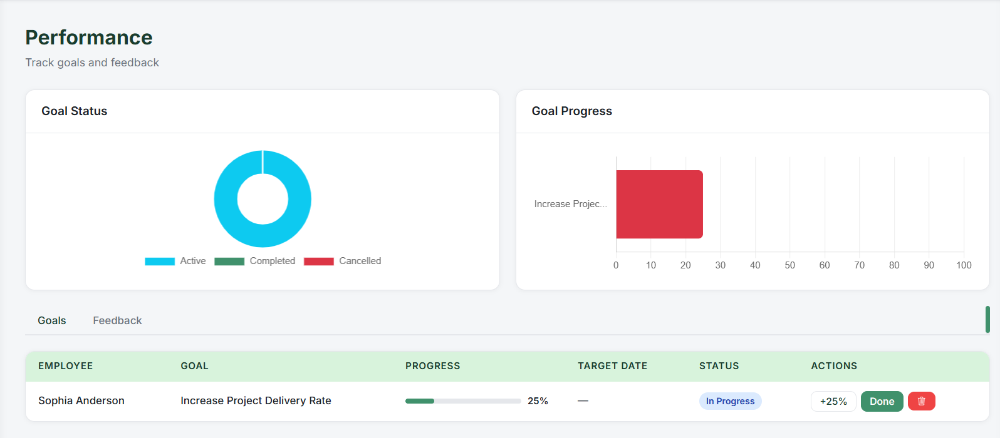 Performance
Track goals and feedback
Goal Status
Active Completed Cancelled
Goal Progress
Increase Projec...
0 10 20 30 40 50 60 70 80 90 100
Goals Feedback
EMPLOYEE GOAL PROGRESS TARGET DATE STATUS ACTIONS
Sophia Anderson Increase Project Delivery Rate 25% — In Progress +25% Done